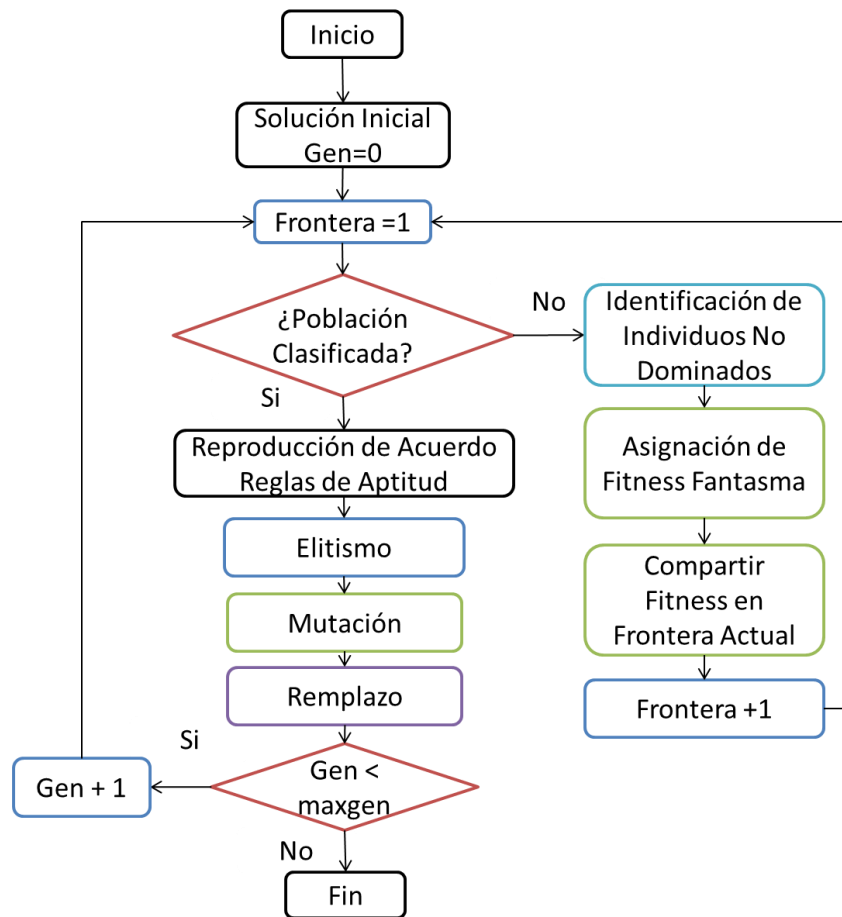 Inicio
Solución Inicial
Gen=0
Frontera =1
¿Población
Clasificada?
No
Identificación de
Individuos No
Dominados
Si
Reproducción de Acuerdo
Reglas de Aptitud
Asignación de
Fitness Fantasma
Elitismo
Compartir
Fitness en
Frontera Actual
Mutación
Remplazo
Frontera +1
Si
Gen + 1
Gen <
maxgen
No
Fin